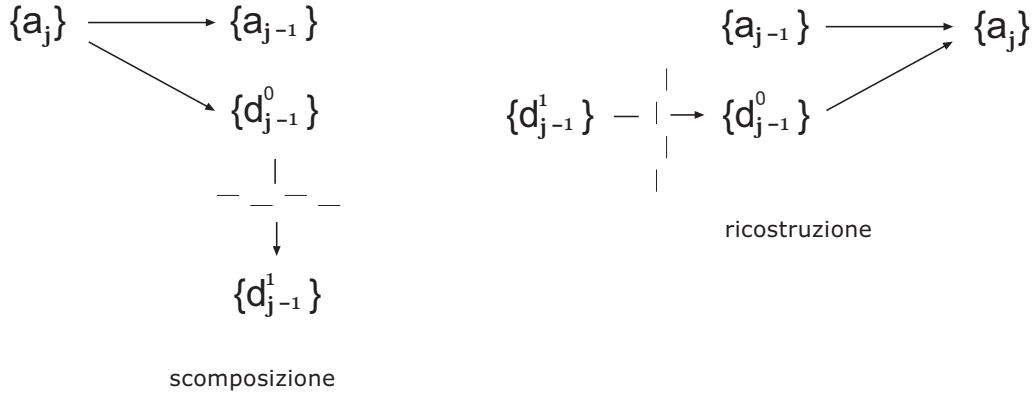 {a_j} {a_{j-1}}
{d^0_{j-1}}
{d^1_{j-1}}
scomposizione
{a_{j-1}} {a_j}
{d^1_{j-1}} {d^0_{j-1}}
ricostruzione